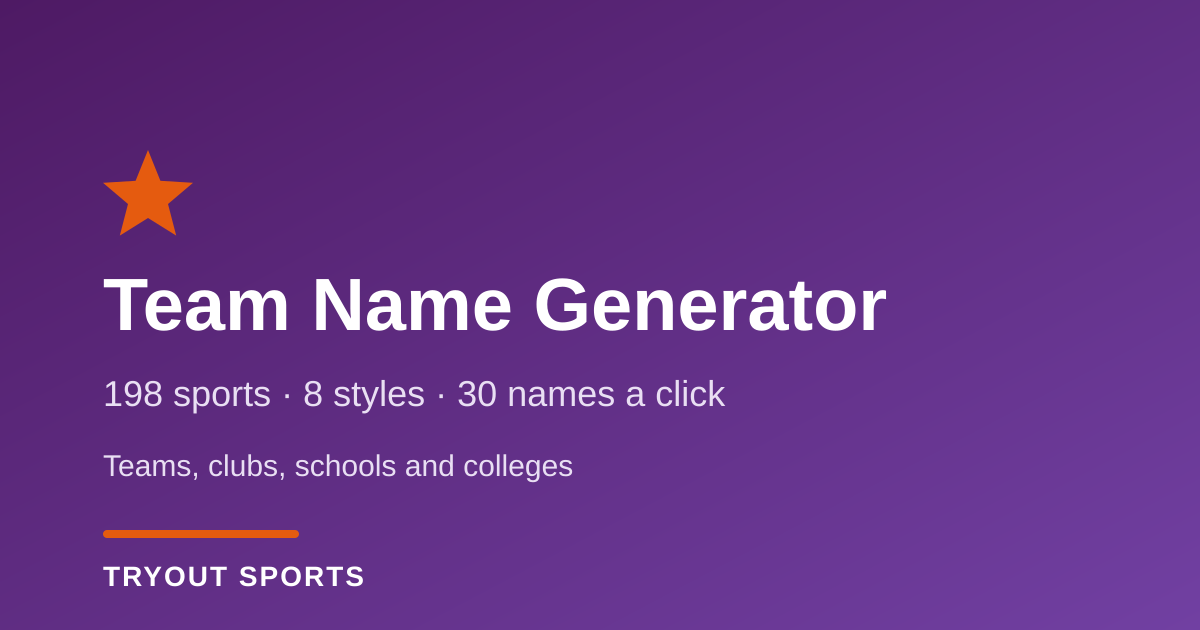 Team Name Generator
198 sports · 8 styles · 30 names a click
Teams, clubs, schools and colleges
TRYOUT SPORTS